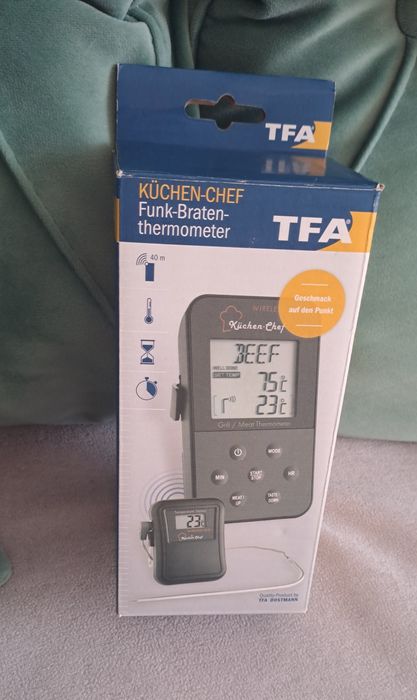 TFA
KÜCHEN-CHEF
Funk-Braten-
thermometer
TFA
40 m
Geschmack
auf den Punkt
Küchen-Chef
BEEF
WELL DONE
SET TEMP
75°C
23°C
Grill / Meat Thermometer
MODE
MIN
START
STOP
HR
MEAT/
UP
TASTE
DOWN
23°C
Küchen-Chef
Quality-Product by
TFA DOSTMANN